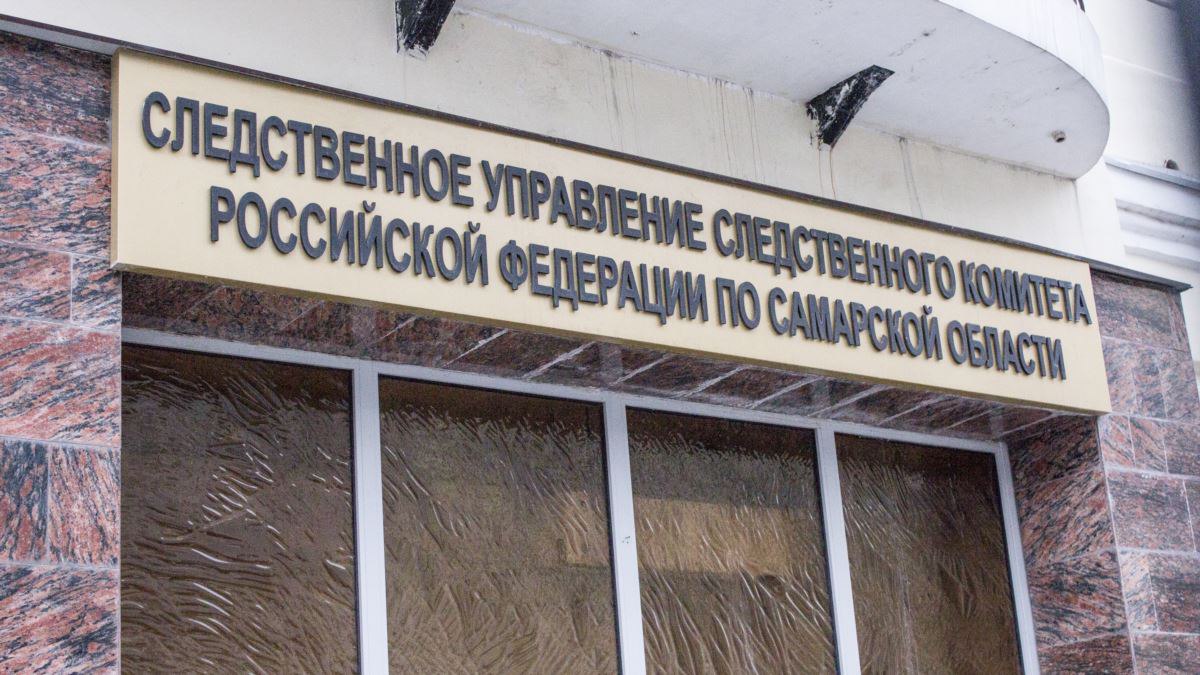 СЛЕДСТВЕННОЕ УПРАВЛЕНИЕ СЛЕДСТВЕННОГО КОМИТЕТА
РОССИЙСКОЙ ФЕДЕРАЦИИ ПО САМАРСКОЙ ОБЛАСТИ